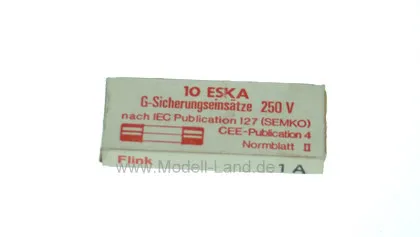 10 ESKA
G-Sicherungseinsätze 250 V
nach IEC Publication 127 (SEMKO)
CEE-Publication 4
Normblatt II
Flink 1 A
www.Modell-Land.de